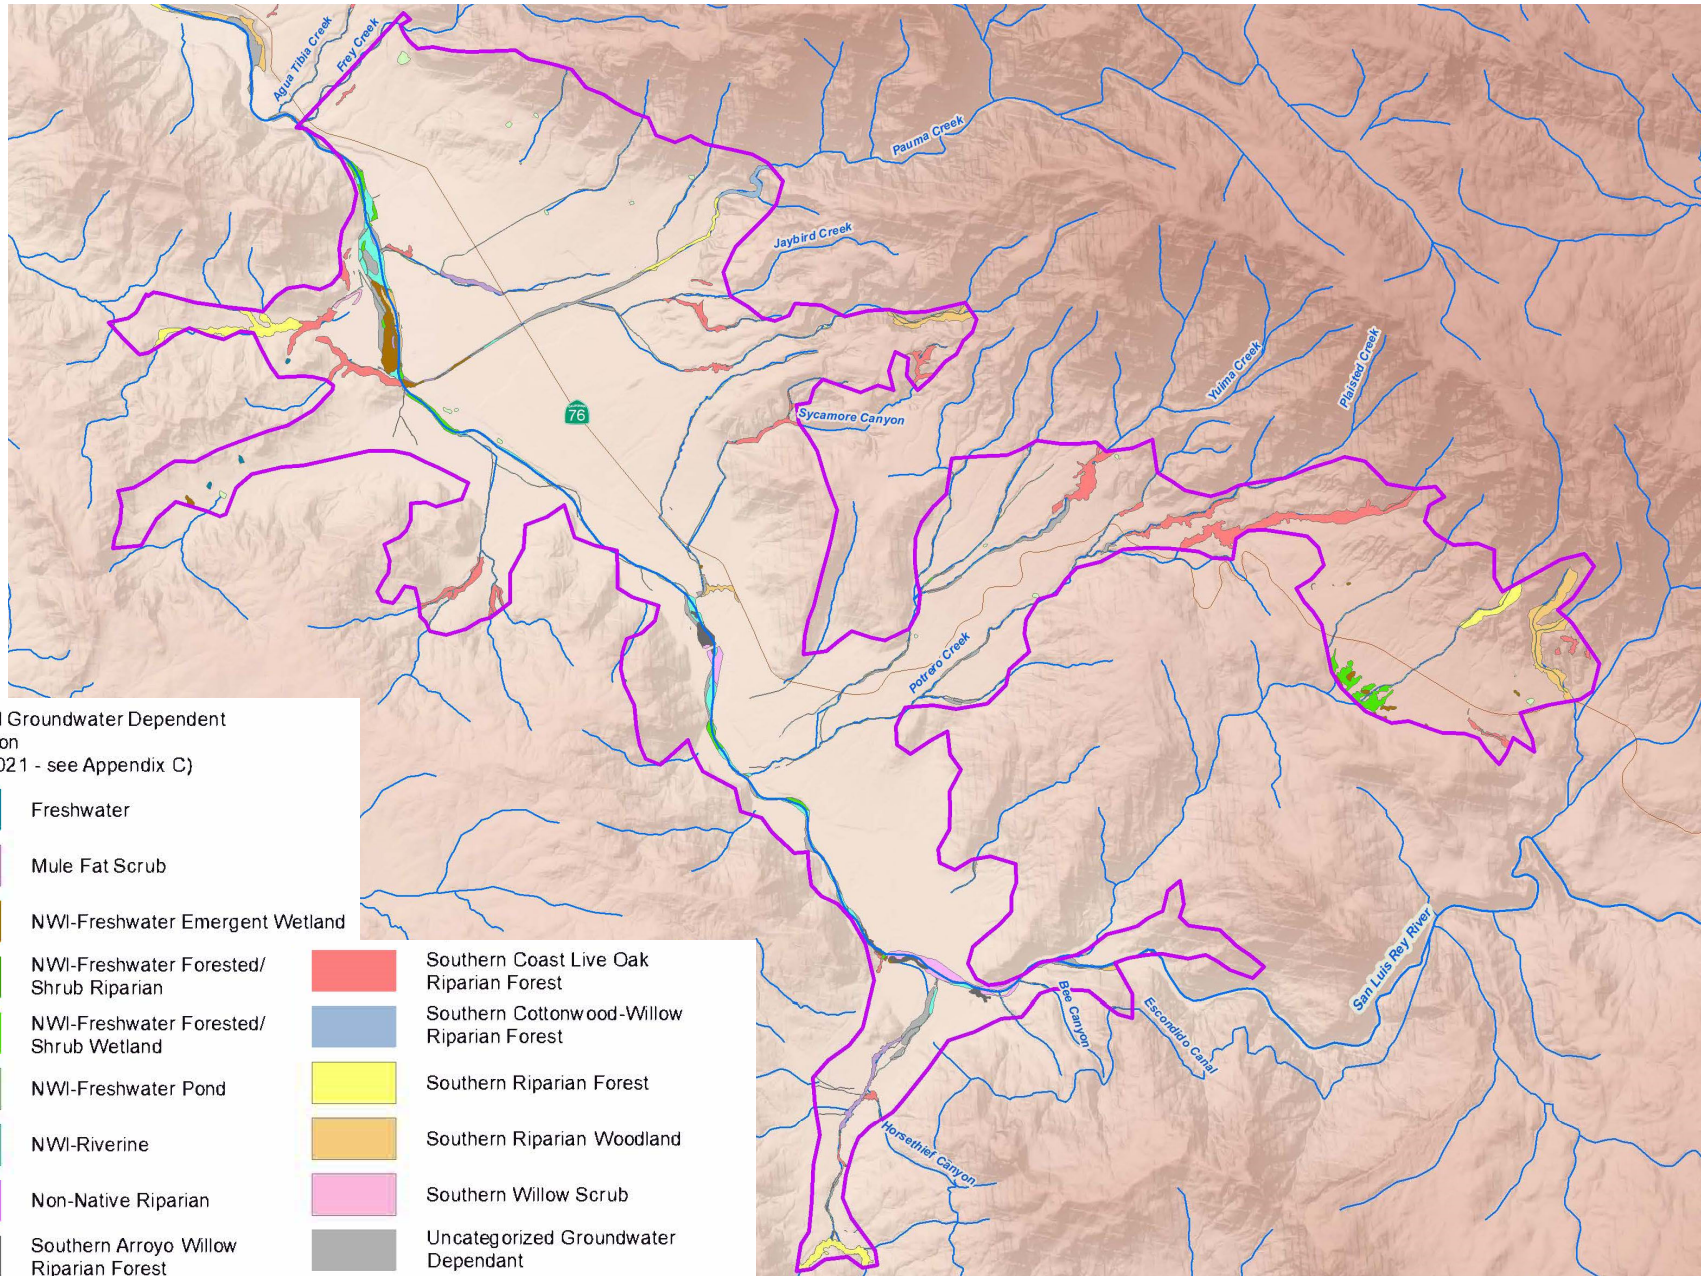 Agua Tibia Creek
Frey Creek
Pauma Creek
Jaybird Creek
Yuima Creek
Plaisted Creek
76
Sycamore Canyon
Potrero Creek
San Luis Rey River
Bee Canyon
Escondido Canal
Horsethief Canyon
Groundwater Dependent
on
021 - see Appendix C)
Freshwater
Mule Fat Scrub
NWI-Freshwater Emergent Wetland
NWI-Freshwater Forested/
Shrub Riparian
NWI-Freshwater Forested/
Shrub Wetland
NWI-Freshwater Pond
NWI-Riverine
Non-Native Riparian
Southern Arroyo Willow
Riparian Forest
Southern Coast Live Oak
Riparian Forest
Southern Cottonwood-Willow
Riparian Forest
Southern Riparian Forest
Southern Riparian Woodland
Southern Willow Scrub
Uncategorized Groundwater
Dependant